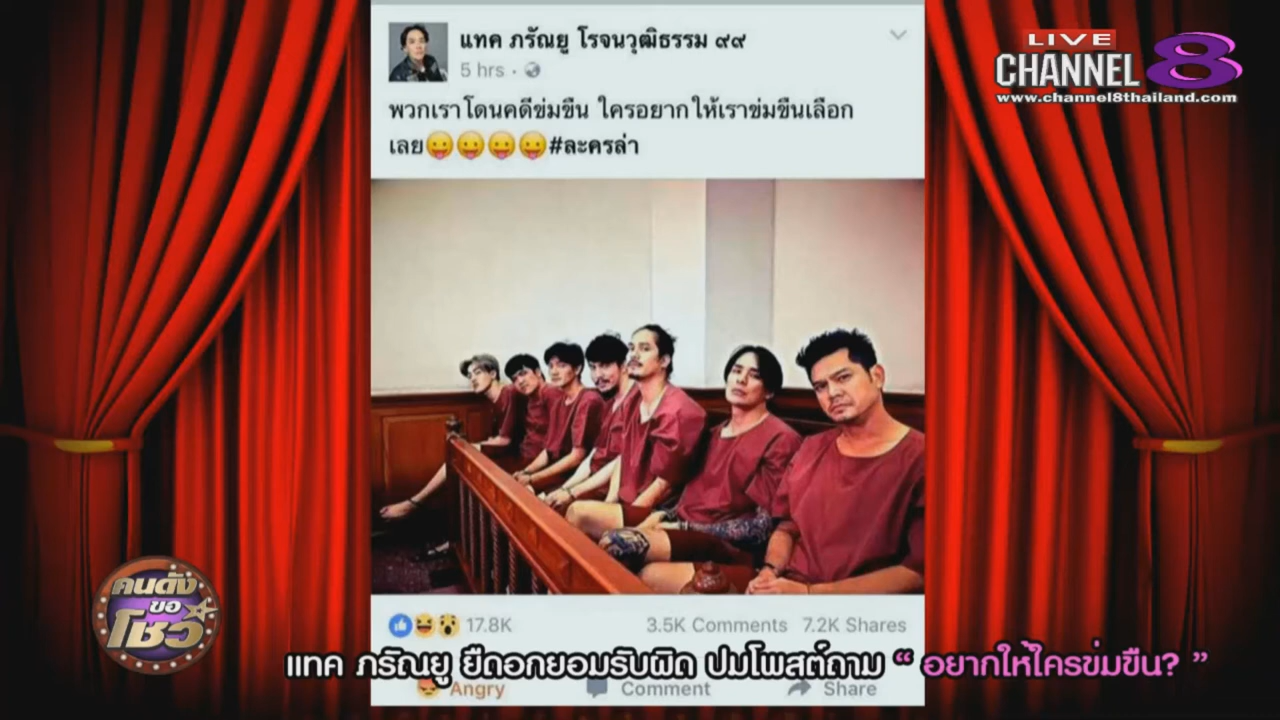 แทค ภรัณยู โรจนวุฒิธรรม ๙๙
5 hrs ·
พวกเราโดนคดีข่มขืน ใครอยากให้เราข่มขืนเลือก
เลย😛😛😛😛#ละครล่า
LIVE
CHANNEL 8
www.channel8thailand.com
17.8K 3.5K Comments 7.2K Shares
คนดัง
ขอ
โชว์
แทค ภรัณยู ยืดอกยอมรับผิด ปมโพสต์ถาม “ อยากให้ใครข่มขืน? ”
Angry Comment Share